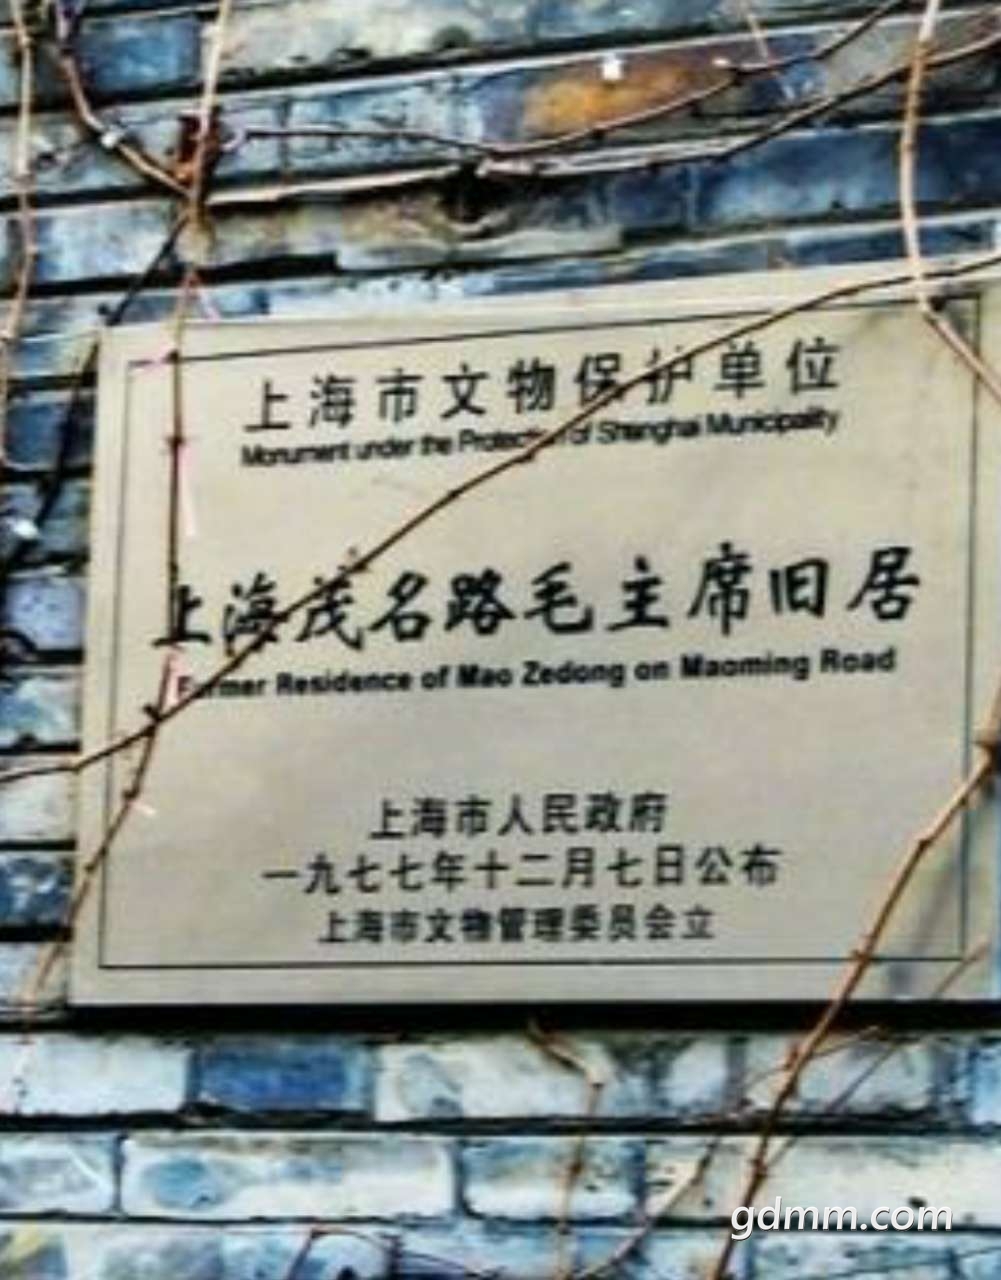 上海市文物保护单位
Monument under the Protection of Shanghai Municipality
上海茂名路毛主席旧居
Former Residence of Mao Zedong on Maoming Road
上海市人民政府
一九七七年十二月七日公布
上海市文物管理委员会立
gdmm.com